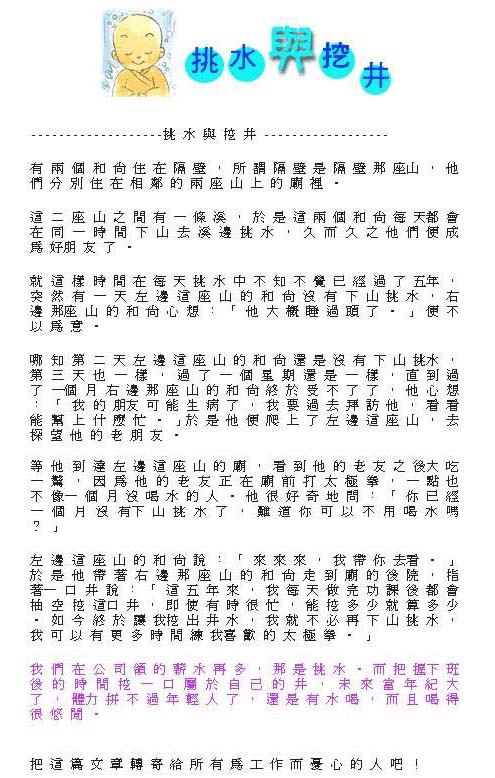 挑水與挖井
-------------------挑水與挖井------------------
有兩個和尚住在隔壁，所謂隔壁是隔壁那座山，他
們分別住在相鄰的兩座山上的廟裡。
這二座山之間有一條溪，於是這兩個和尚每天都會
在同一時間下山去溪邊挑水，久而久之他們便成
為好朋友了。
就這樣時間在每天挑水中不知不覺已經過了五年，
突然有一天左邊這座山的和尚沒有下山挑水，右
邊那座山的和尚心想：「他大概睡過頭了。」便不
以為意。
哪知第二天左邊這座山的和尚還是沒有下山挑水，
第三天也一樣，過了一個星期還是一樣，直到過
了一個月右邊那座山的和尚終於受不了了，他心想
：「我的朋友可能生病了，我要過去拜訪他，看看
能幫上什麼忙。」於是他便爬上了左邊這座山，去
探望他的老朋友。
等他到達左邊這座山的廟，看到他的老友之後大吃
一驚，因為他的老友正在廟前打太極拳，一點也
不像一個月沒喝水的人。他很好奇地問：「你已經
一個月沒有下山挑水了，難道你可以不用喝水嗎
？」
左邊這座山的和尚說：「來來來，我帶你去看。」
於是他帶著右邊那座山的和尚走到廟的後院，指
著一口井說：「這五年來，我每天做完功課後都會
抽空挖這口井，即使有時很忙，能挖多少就算多少
。如今終於讓我挖出井水，我就不必再下山挑水，
我可以有更多時間練我喜歡的太極拳。」
我們在公司領的薪水再多，那是挑水。而把握下班
後的時間挖一口屬於自己的井，未來當年紀大
了，體力拼不過年輕人了，還是有水喝，而且喝得
很悠閒。
把這篇文章轉寄給所有為工作而憂心的人吧！